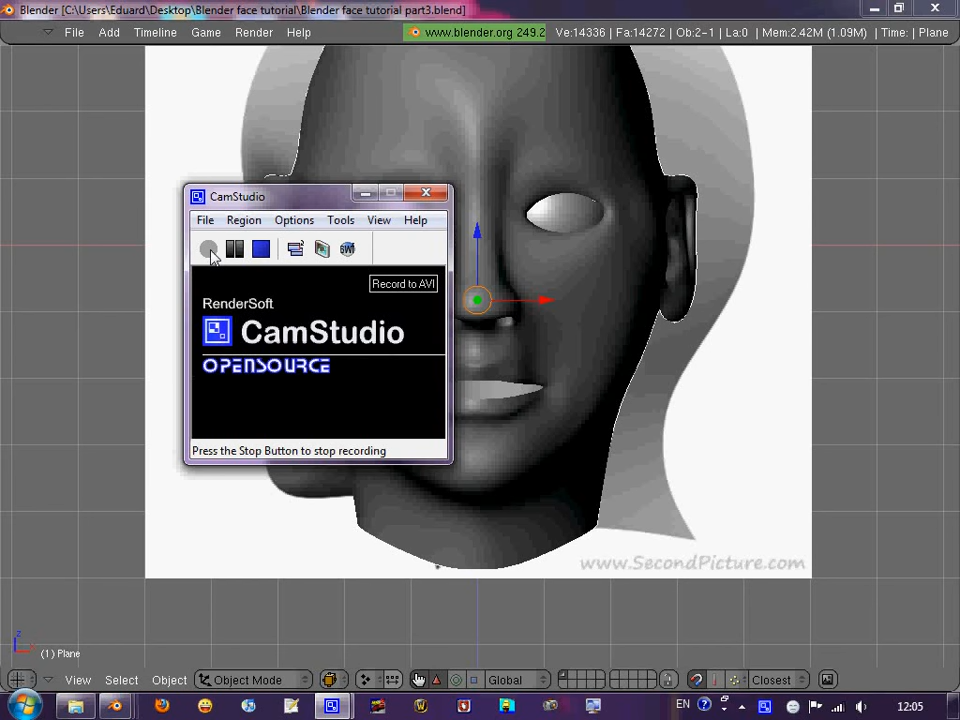 Blender [C:\Users\Eduard\Desktop\Blender face tutorial\Blender face tutorial part3.blend]
File Add Timeline Game Render Help
www.blender.org 249.2
Ve:14336 | Fa:14272 | Ob:2-1 | La:0 | Mem:2.42M (1.09M) | Time: | Plane
CamStudio
File Region Options Tools View Help
Record to AVI
RenderSoft
CamStudio
OPENSOURCE
Press the Stop Button to stop recording
www.SecondPicture.com
z
(1) Plane
View Select Object Object Mode Global Closest
EN 12:05